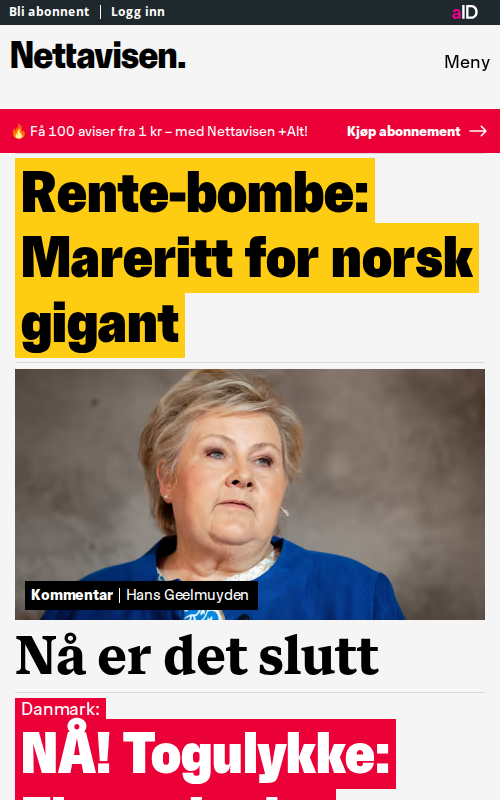 Bli abonnent | Logg inn
aID
Nettavisen.
Meny
🔥 Få 100 aviser fra 1 kr – med Nettavisen +Alt!
Kjøp abonnement →
Rente-bombe:
Mareritt for norsk
gigant
Kommentar | Hans Geelmuyden
Nå er det slutt
Danmark:
NÅ! Togulykke: